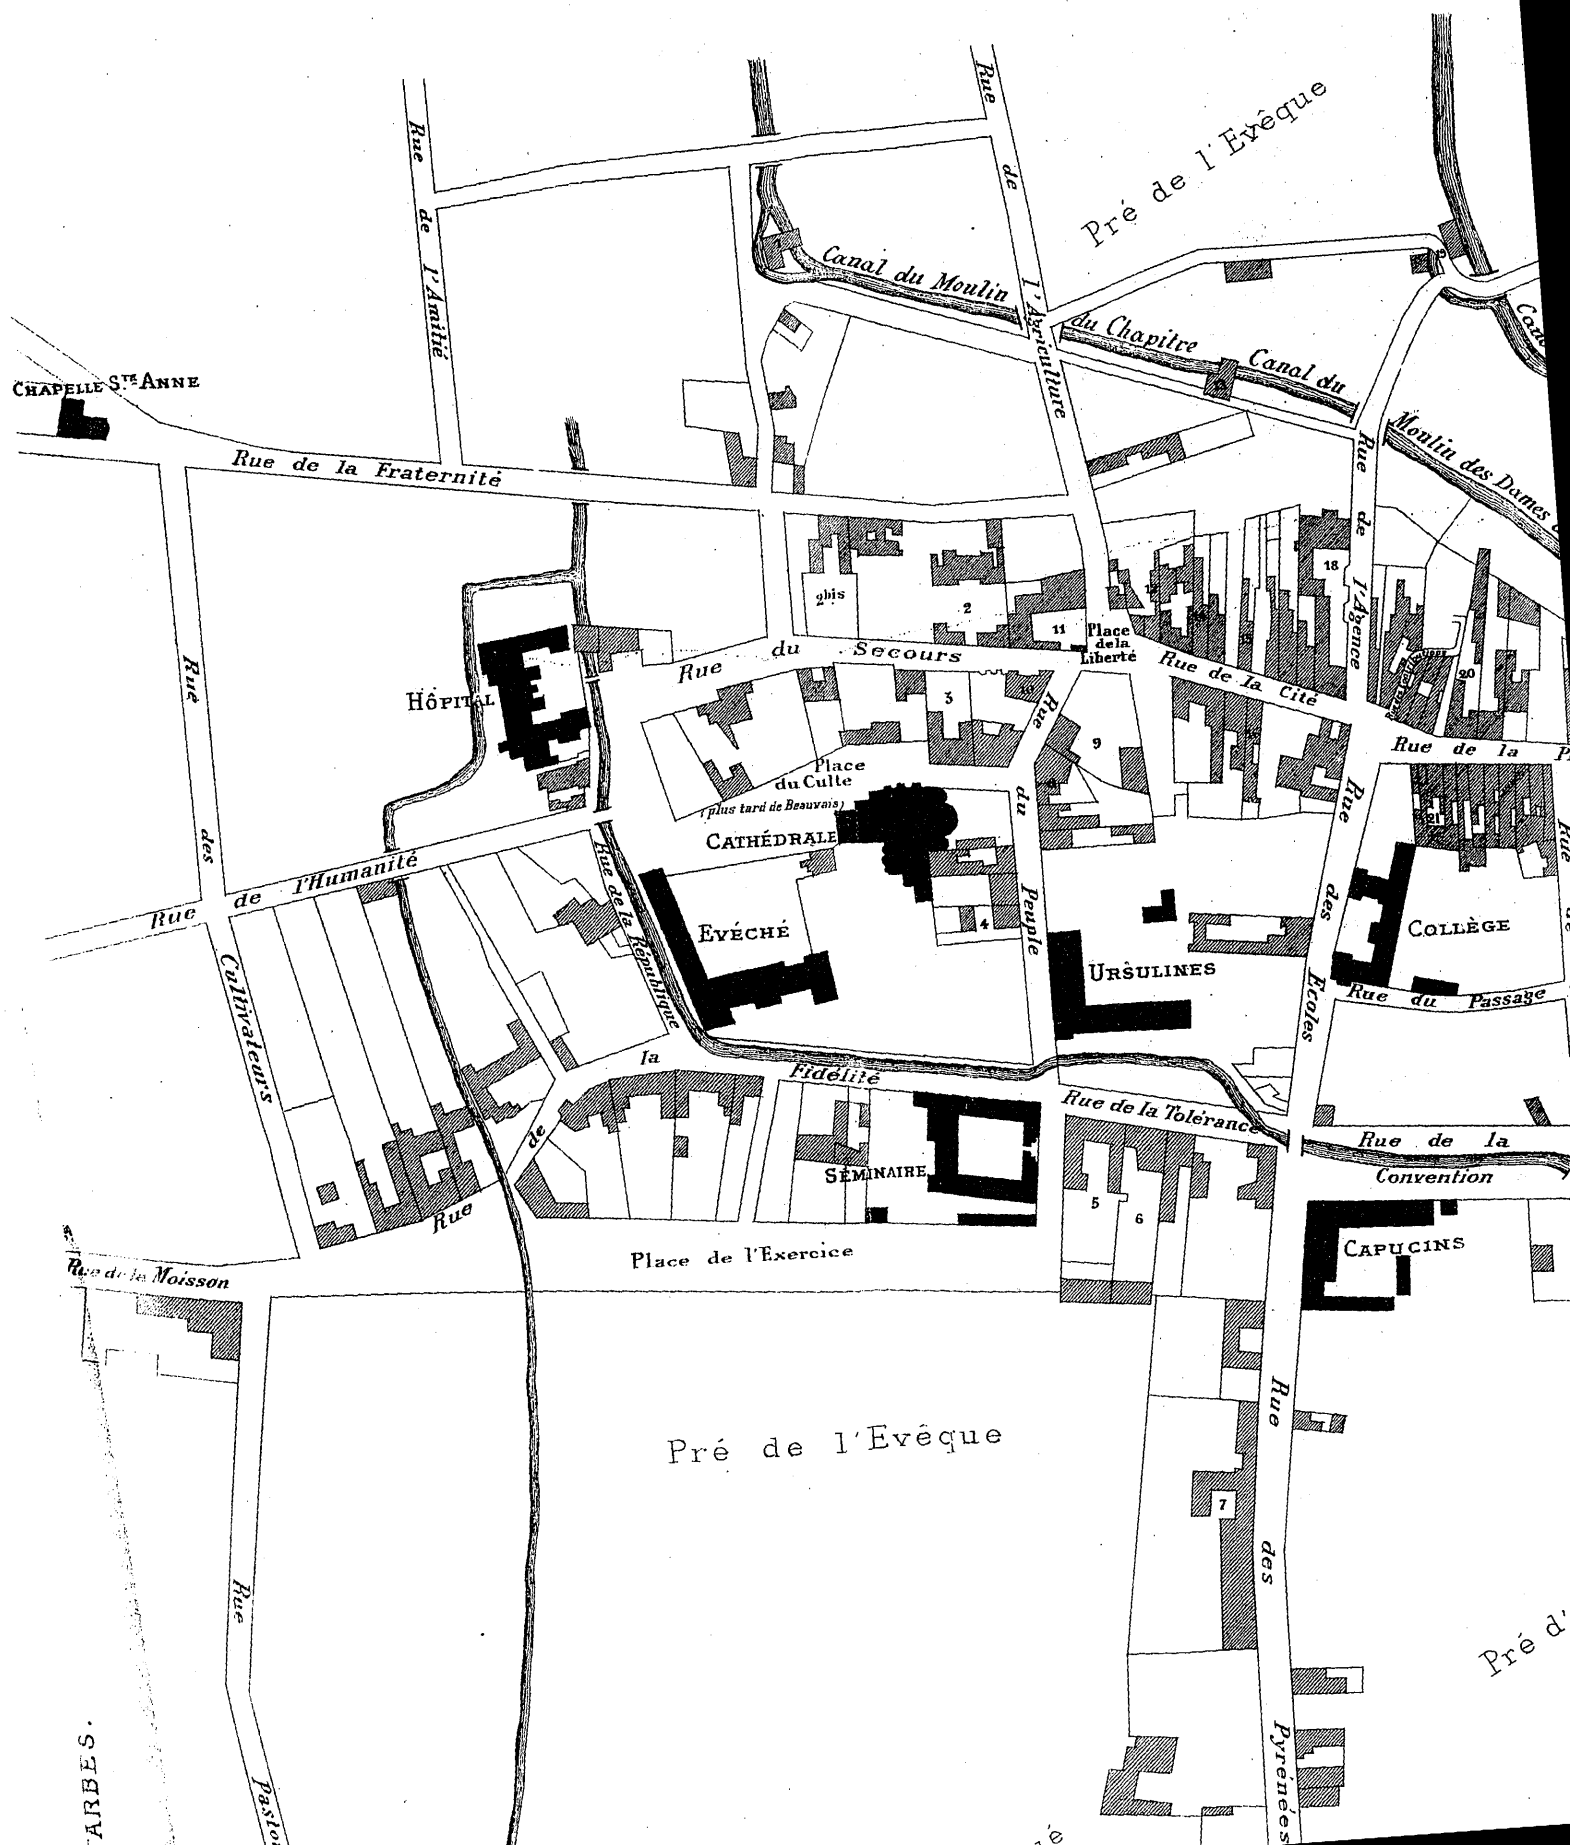 Rue de l'Agriculture
Pré de l'Evêque
Rue de l'Amitié
Canal du Moulin
du Chapitre
Canal du
Moulin des Dames
CHAPELLE STE ANNE
Rue de la Fraternité
Rue de l'Agence
1
2bis
2
11
18
20
Place
de la
Liberté
Rue du Secours
Rue de la Cité
HÔPITAL
3
10
9
Rue de la
Place
du Culte
(plus tard de Beauvais)
CATHÉDRALE
Rue du Peuple
Rue des Ecoles
21
Rue des Cultivateurs
Rue de l'Humanité
Rue de la République
EVÉCHÉ
4
URSULINES
COLLÈGE
Rue du Passage
Rue de la Fidélité
Rue de la Tolérance
Rue de la
Convention
SÉMINAIRE
5
6
CAPUCINS
Place de l'Exercice
Rue de la Moisson
Pré de l'Evêque
7
Rue des Pyrénées
Rue
Pré d'
TARBES.